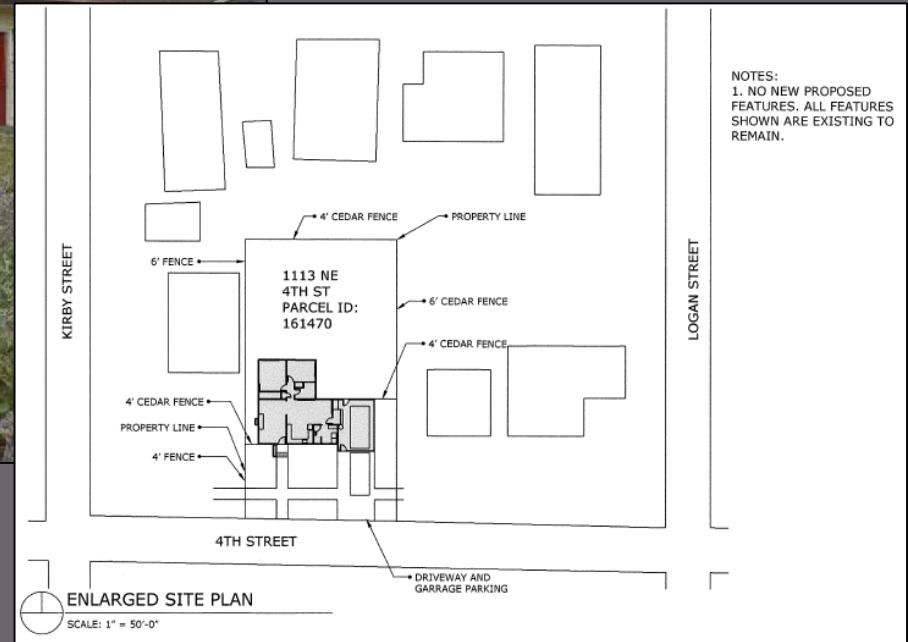 NOTES:
1. NO NEW PROPOSED
FEATURES. ALL FEATURES
SHOWN ARE EXISTING TO
REMAIN.
4' CEDAR FENCE
PROPERTY LINE
6' FENCE
1113 NE
4TH ST
PARCEL ID:
161470
6' CEDAR FENCE
4' CEDAR FENCE
4' CEDAR FENCE
PROPERTY LINE
4' FENCE
KIRBY STREET
LOGAN STREET
4TH STREET
DRIVEWAY AND
GARRAGE PARKING
ENLARGED SITE PLAN
SCALE: 1" = 50'-0"